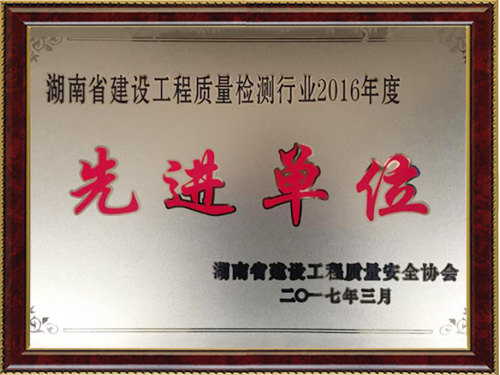 湖南省建设工程质量检测行业2016年度
先进单位
湖南省建设工程质量安全协会
二〇一七年三月